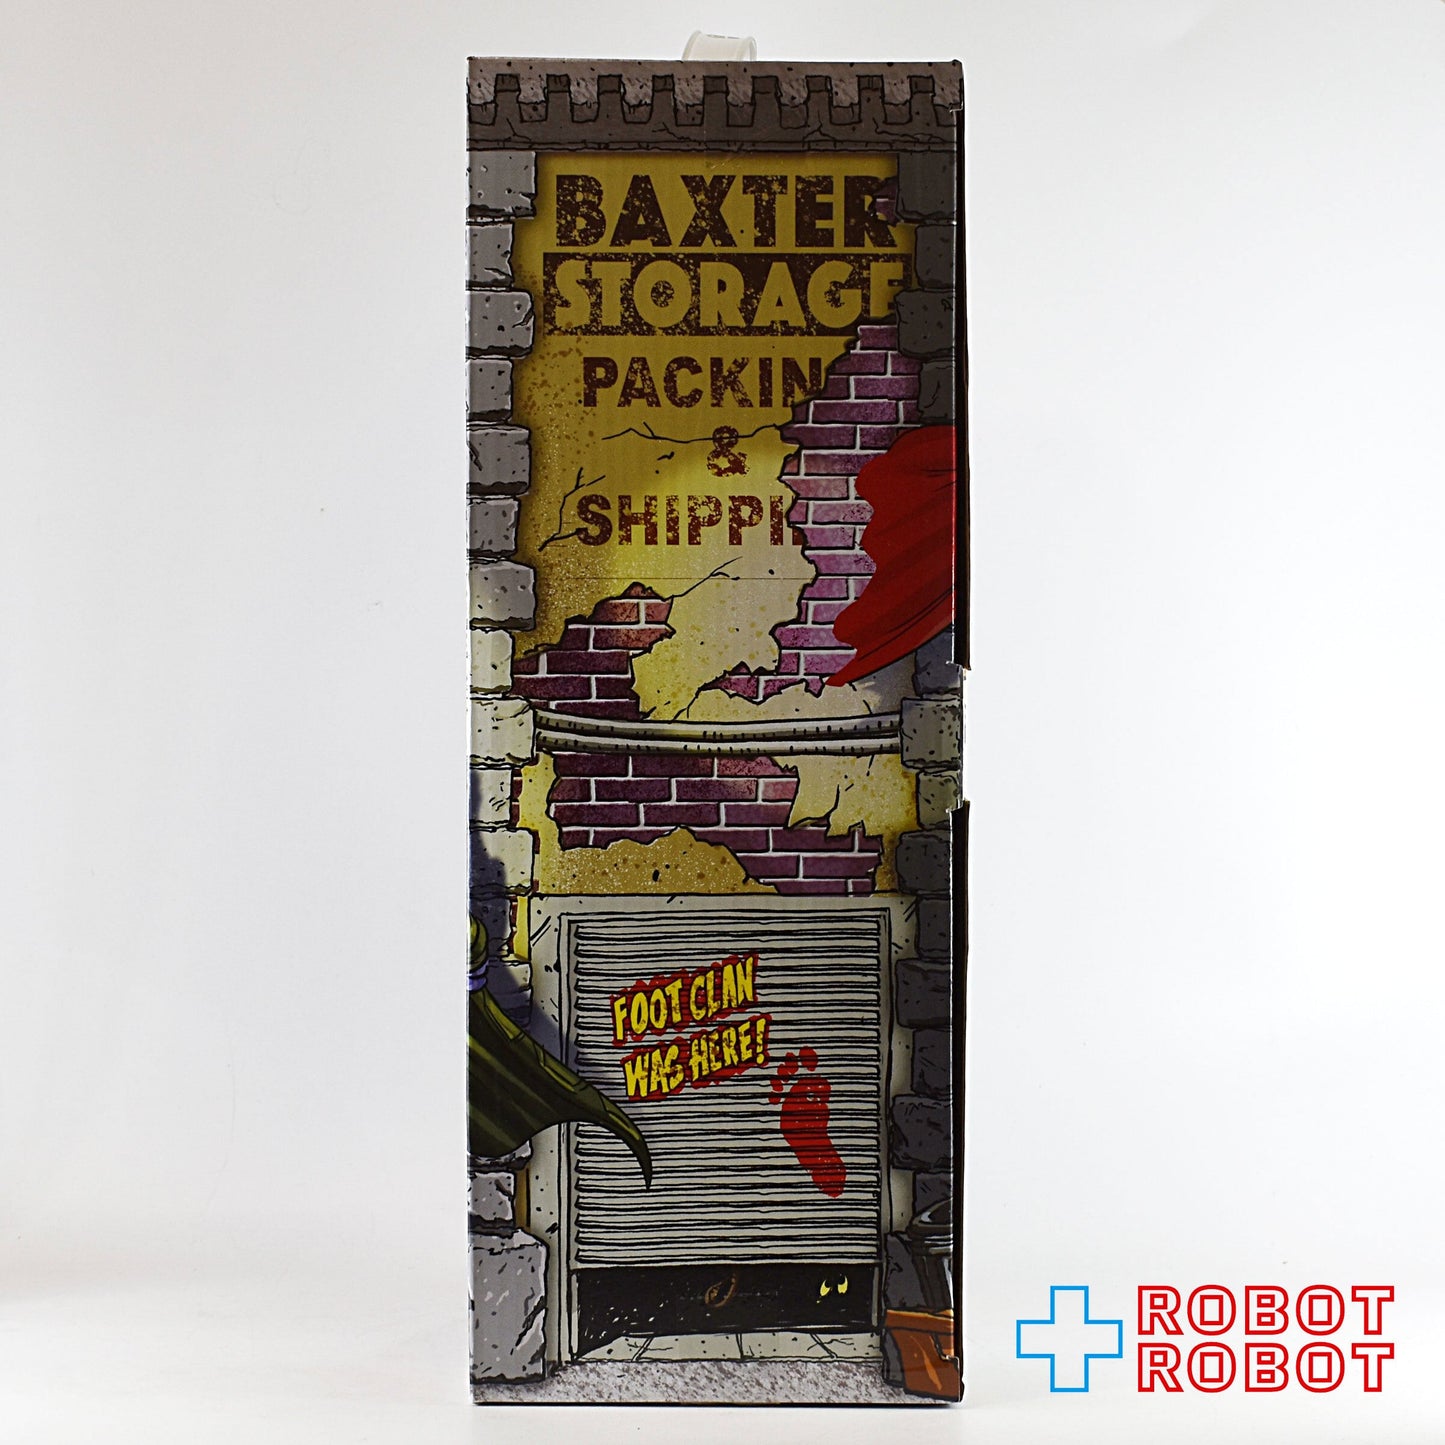 BAXTER
STORAGE
PACKIN
&
SHIPPI
FOOT CLAN
WAS HERE!
ROBOT
ROBOT